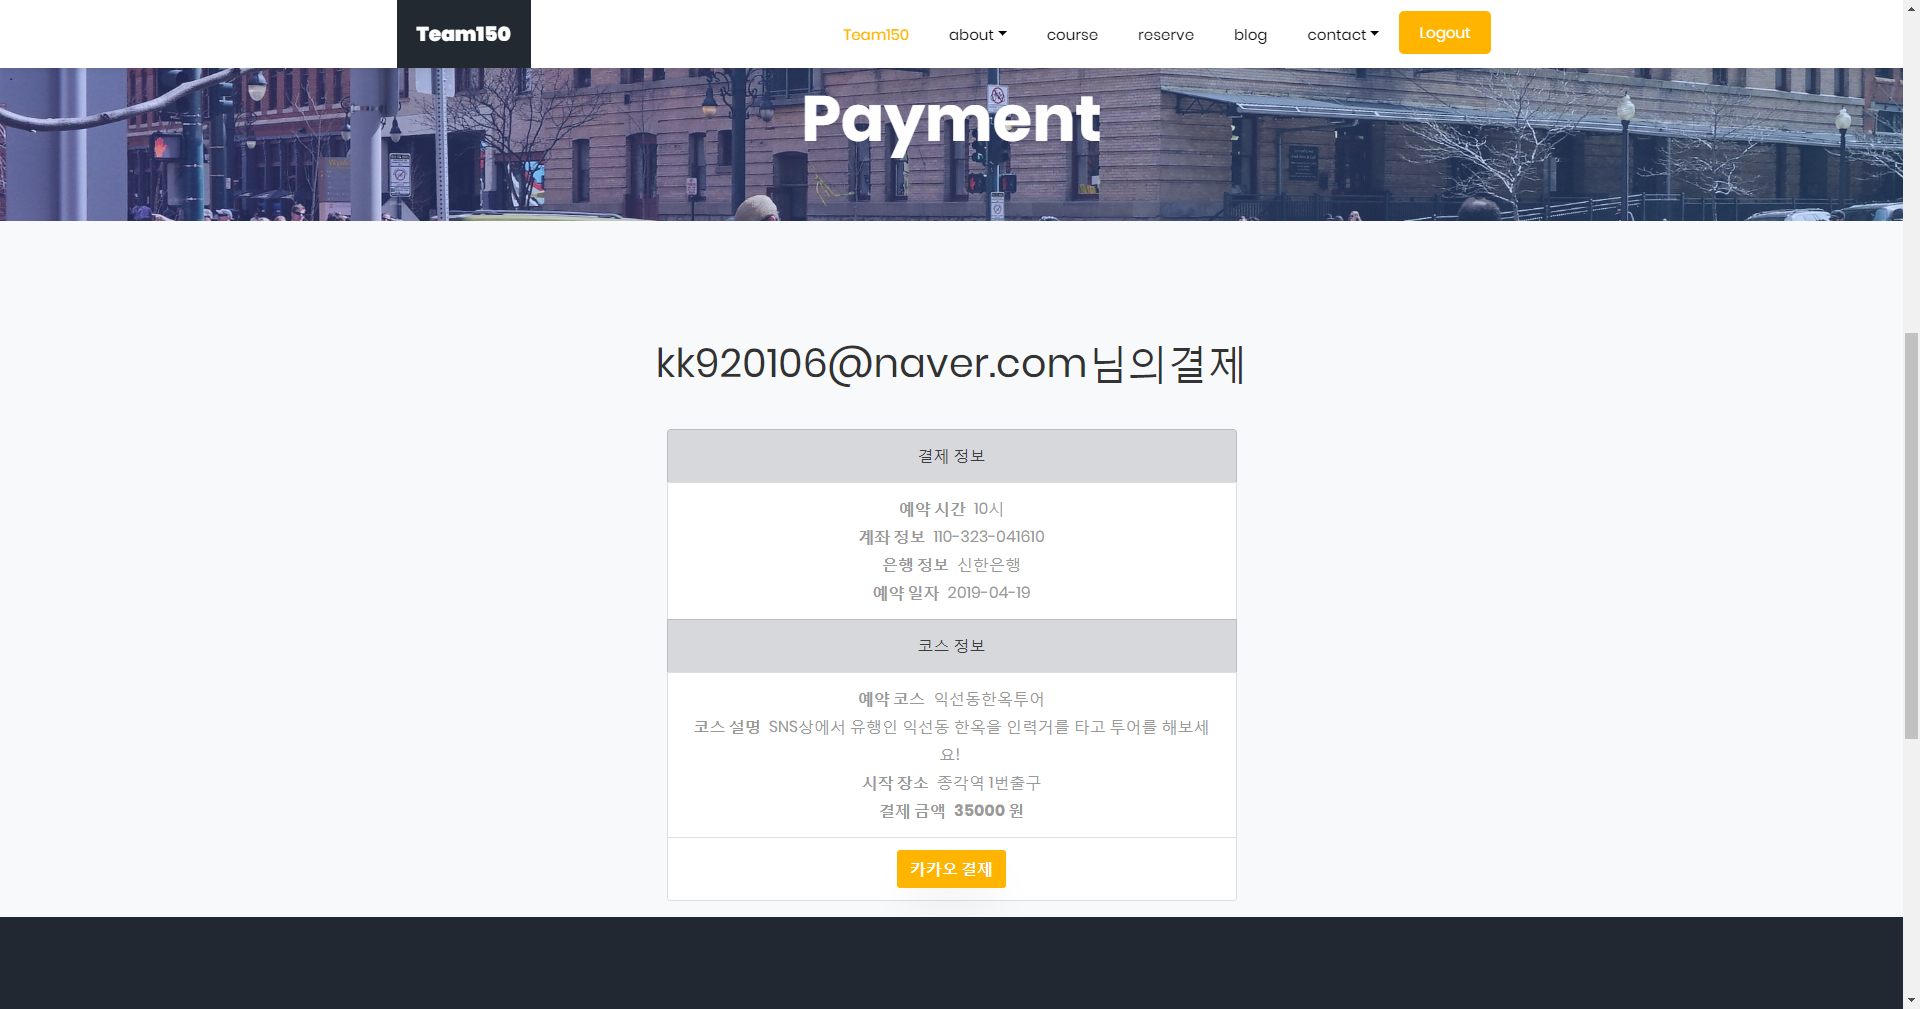 Team150
Team150 about course reserve blog contact Logout
Payment
kk920106@naver.com님의결제
결제 정보
예약 시간 10시
계좌 정보 110-323-041610
은행 정보 신한은행
예약 일자 2019-04-19
코스 정보
예약 코스 익선동한옥투어
코스 설명 SNS상에서 유행인 익선동 한옥을 인력거를 타고 투어를 해보세
요!
시작 장소 종각역 1번출구
결제 금액 35000 원
카카오 결제